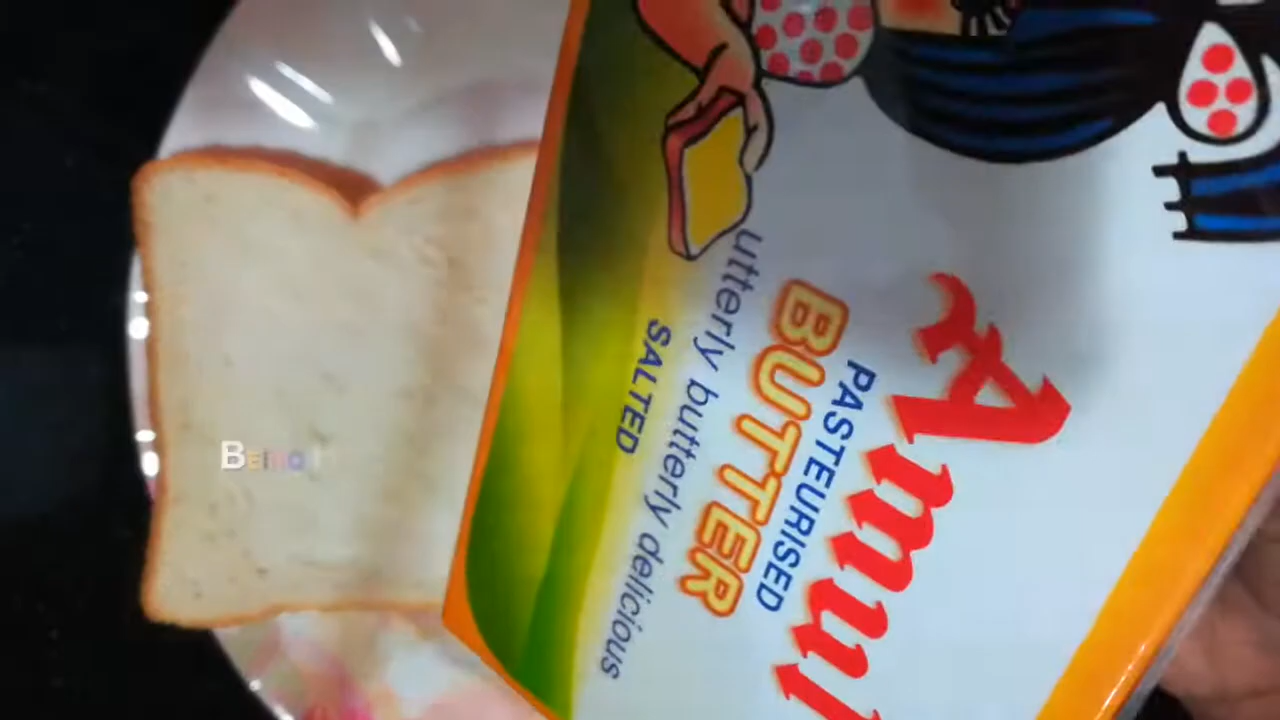 Amul
PASTEURISED
BUTTER
utterly butterly delicious
SALTED